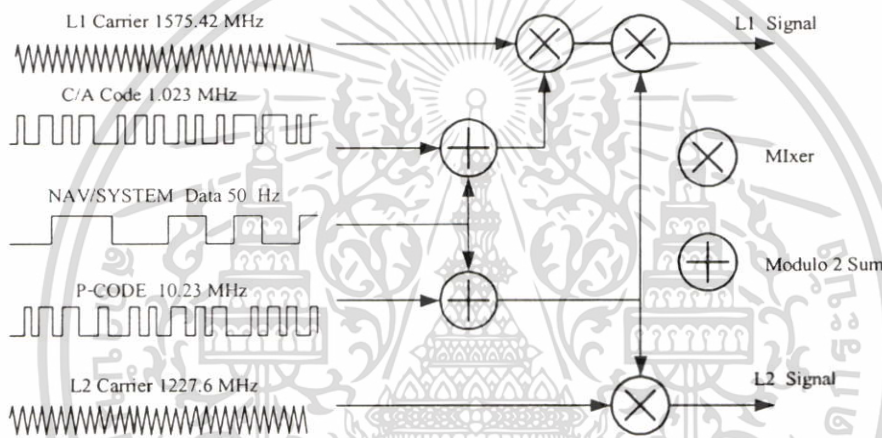 L1 Carrier 1575.42 MHz
L1 Signal
C/A Code 1.023 MHz
MIxer
NAV/SYSTEM Data 50 Hz
Modulo 2 Sum
P-CODE 10.23 MHz
L2 Carrier 1227.6 MHz
L2 Signal